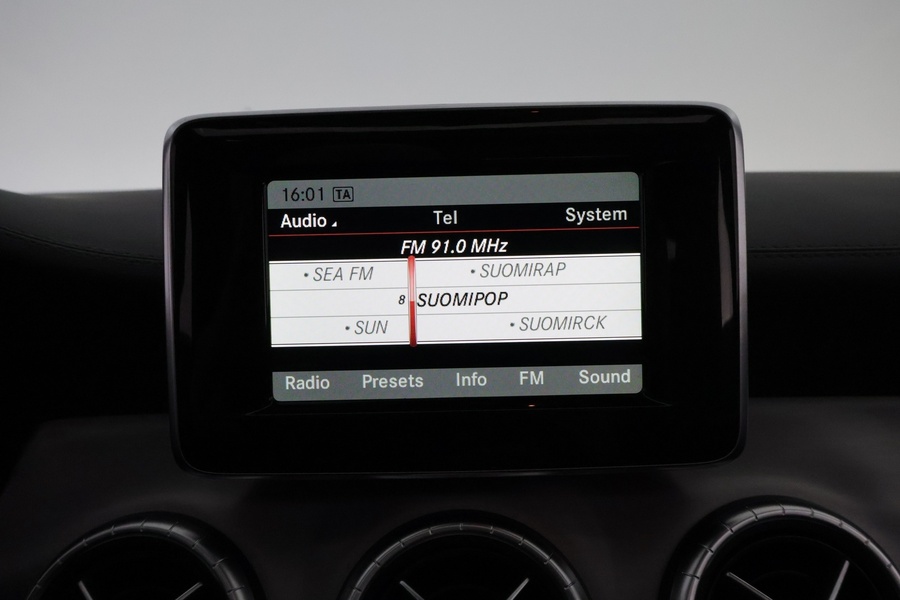 16:01 TA
Audio Tel System
FM 91.0 MHz
• SEA FM • SUOMIRAP
8 SUOMIPOP
• SUN • SUOMIRCK
Radio Presets Info FM Sound